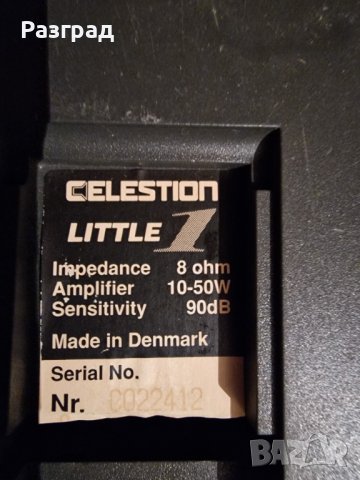 Разград
CELESTION
LITTLE 1
Impedance 8 ohm
Amplifier 10-50W
Sensitivity 90dB
Made in Denmark
Serial No.
Nr. C022412
BAZAR